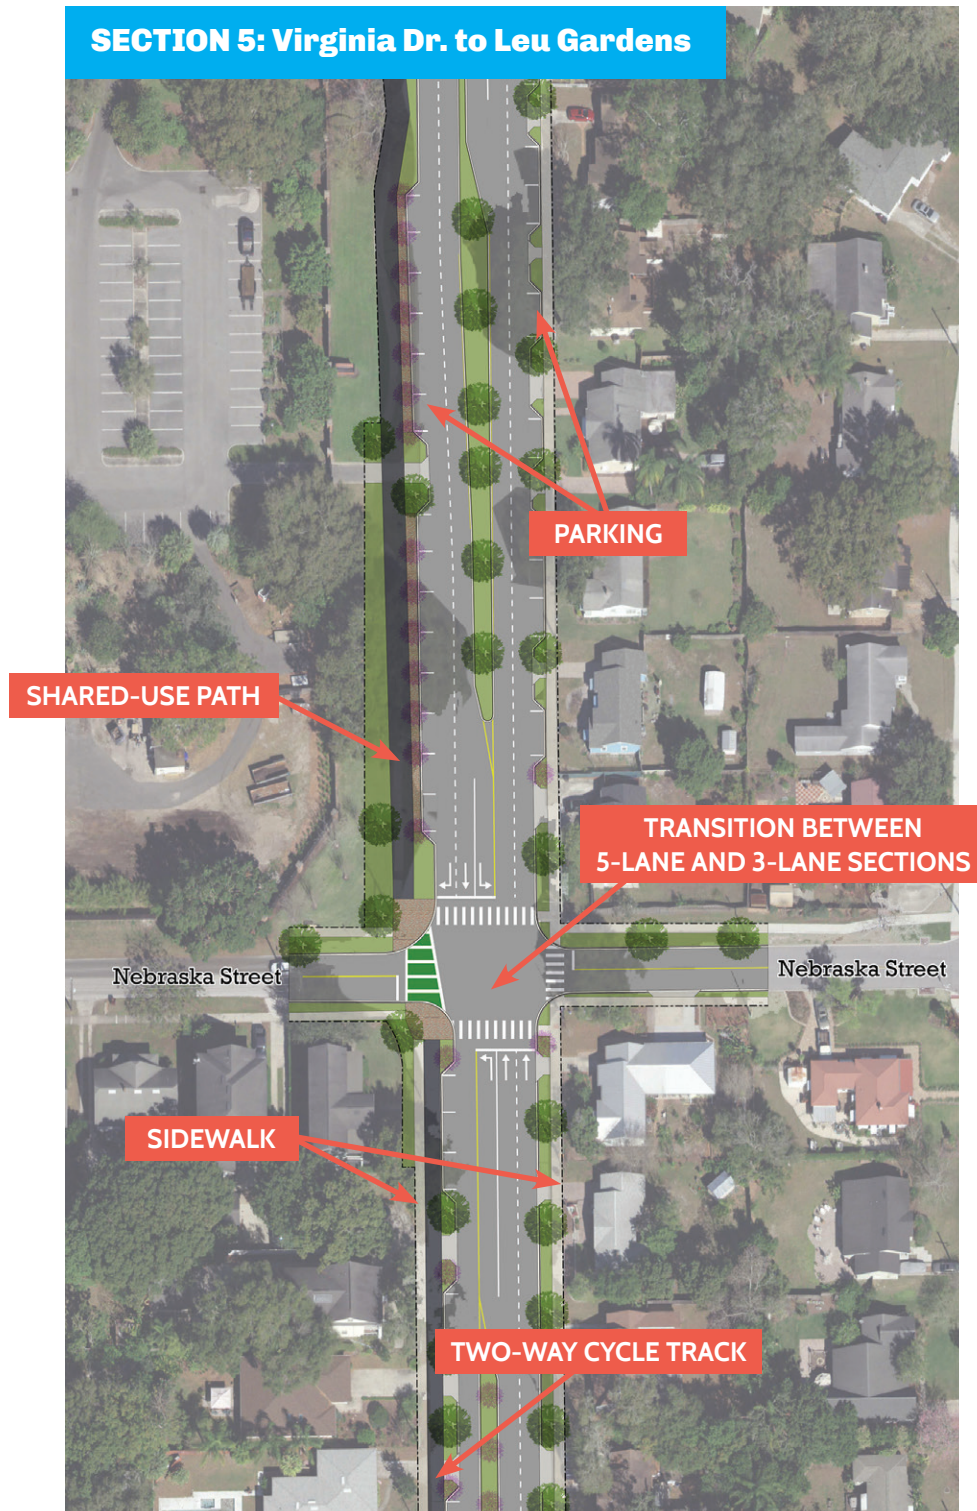 SECTION 5: Virginia Dr. to Leu Gardens
PARKING
SHARED-USE PATH
TRANSITION BETWEEN
5-LANE AND 3-LANE SECTIONS
Nebraska Street
Nebraska Street
SIDEWALK
TWO-WAY CYCLE TRACK